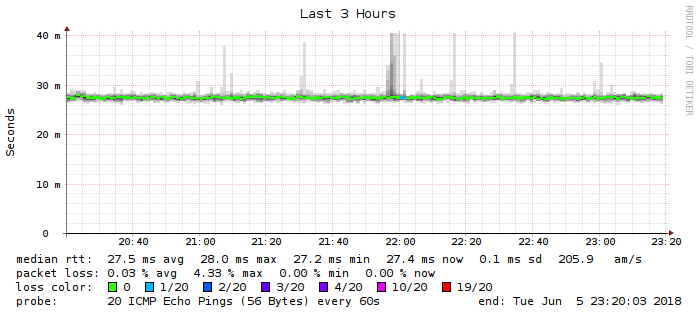 Last 3 Hours
RRDTOOL / TOBI OETIKER
Seconds
40 m
30 m
20 m
10 m
0
20:40 21:00 21:20 21:40 22:00 22:20 22:40 23:00 23:20
median rtt: 27.5 ms avg 28.0 ms max 27.2 ms min 27.4 ms now 0.1 ms sd 205.9 am/s
packet loss: 0.03 % avg 4.33 % max 0.00 % min 0.00 % now
loss color: 0 1/20 2/20 3/20 4/20 10/20 19/20
probe: 20 ICMP Echo Pings (56 Bytes) every 60s end: Tue Jun 5 23:20:03 2018